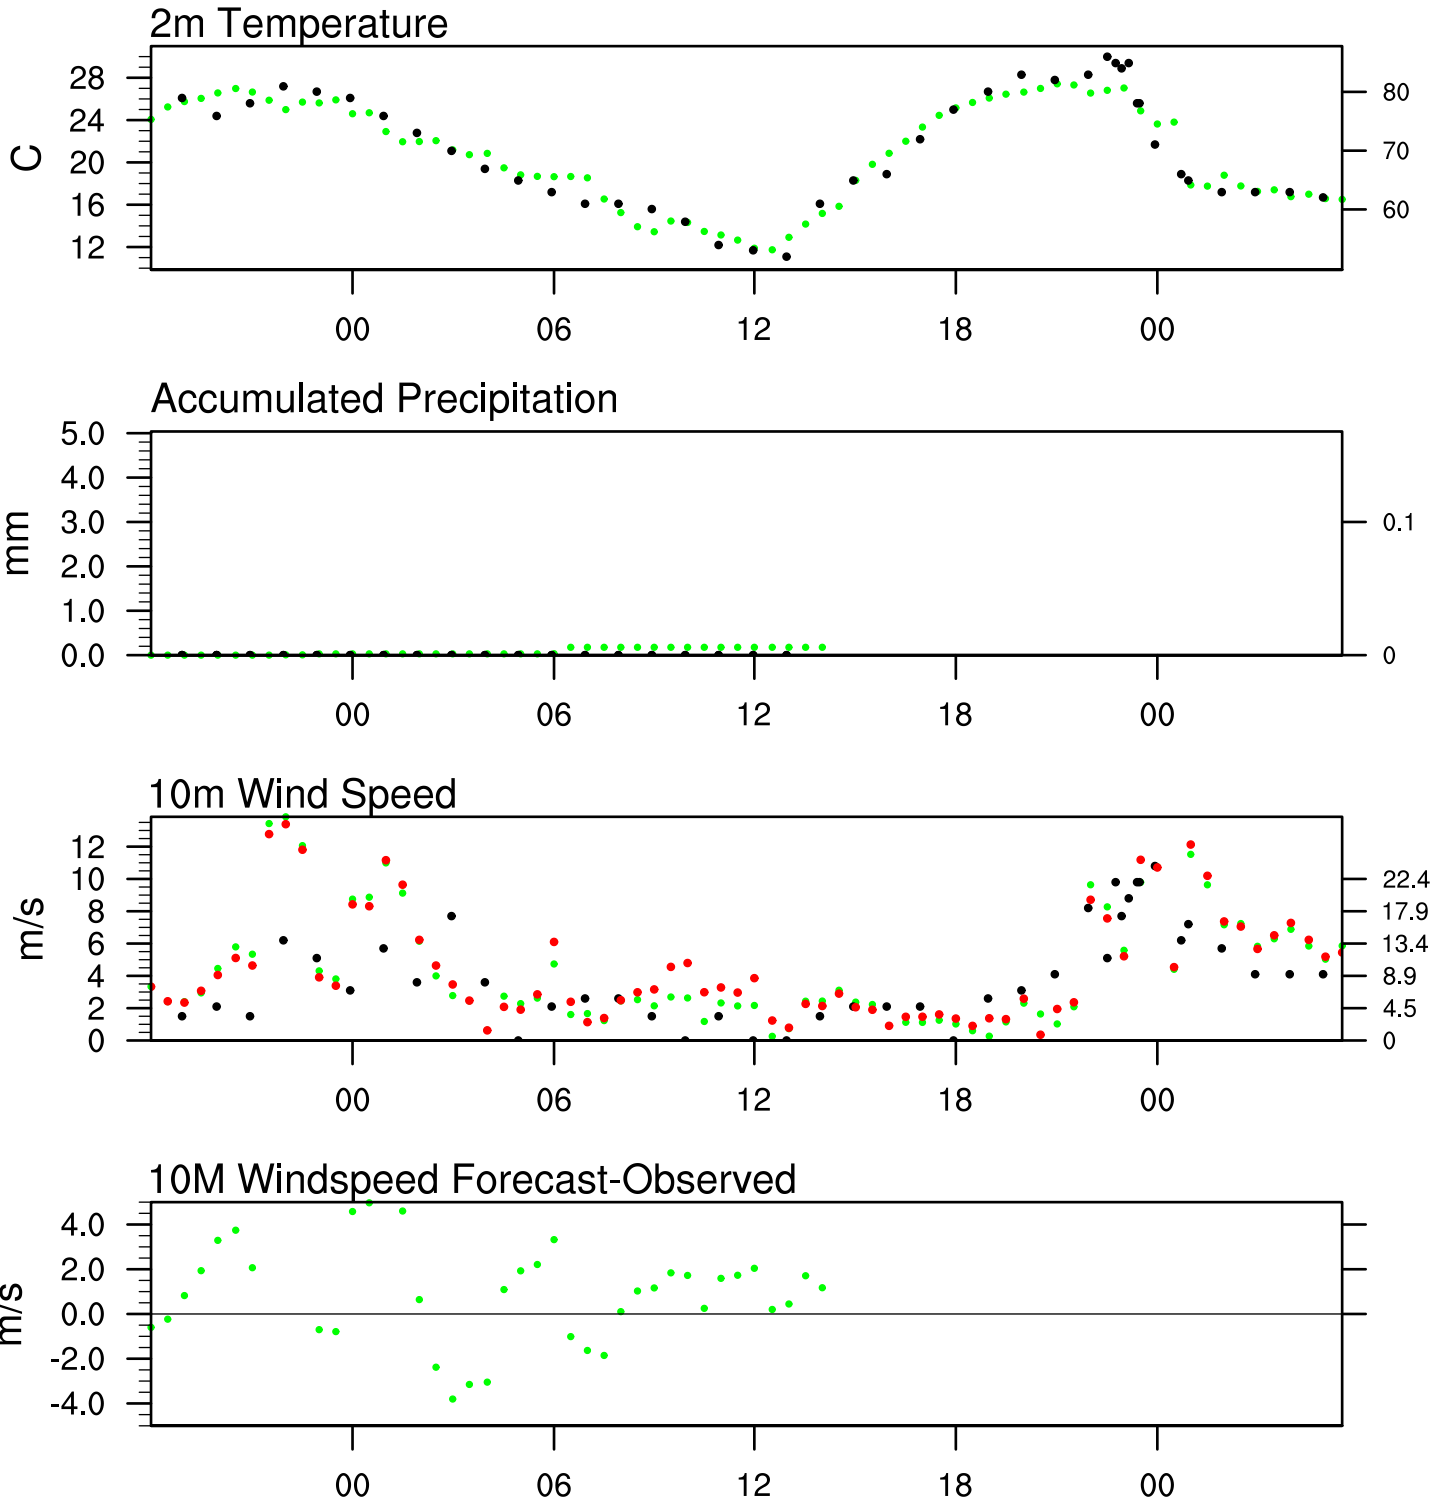 2m Temperature
28
24
20
16
12
C
80
70
60
00 06 12 18 00
Accumulated Precipitation
5.0
4.0
3.0
2.0
1.0
0.0
mm
0.1
0
00 06 12 18 00
10m Wind Speed
12
10
8
6
4
2
0
m/s
22.4
17.9
13.4
8.9
4.5
0
00 06 12 18 00
10M Windspeed Forecast-Observed
4.0
2.0
0.0
-2.0
-4.0
m/s
00 06 12 18 00